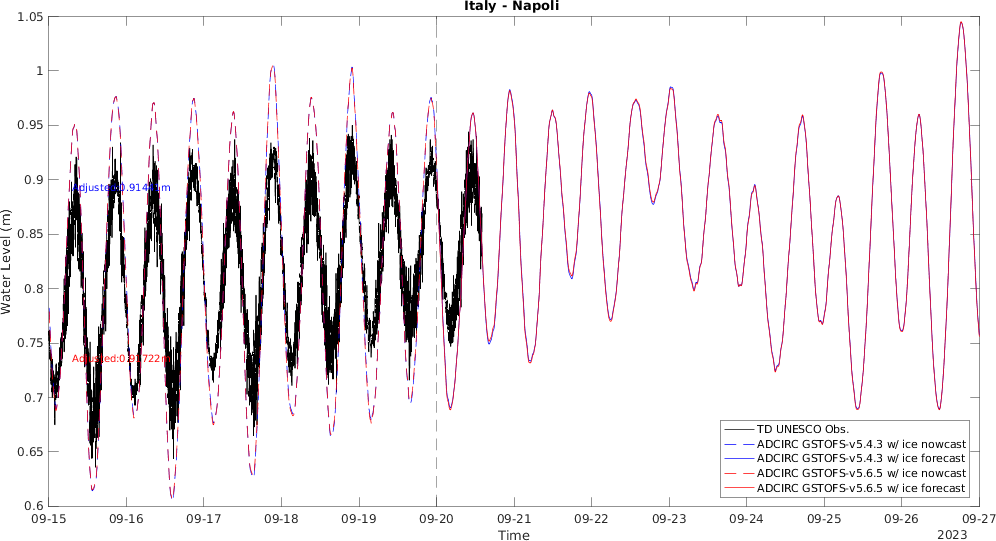 Italy - Napoli
Water Level (m)
1.05
1
0.95
0.9
0.85
0.8
0.75
0.7
0.65
0.6
TD UNESCO Obs.
ADCIRC GSTOFS-v5.4.3 w/ ice nowcast
ADCIRC GSTOFS-v5.4.3 w/ ice forecast
ADCIRC GSTOFS-v5.6.5 w/ ice nowcast
ADCIRC GSTOFS-v5.6.5 w/ ice forecast
09-15 09-16 09-17 09-18 09-19 09-20 09-21 09-22 09-23 09-24 09-25 09-26 09-27
Time
2023